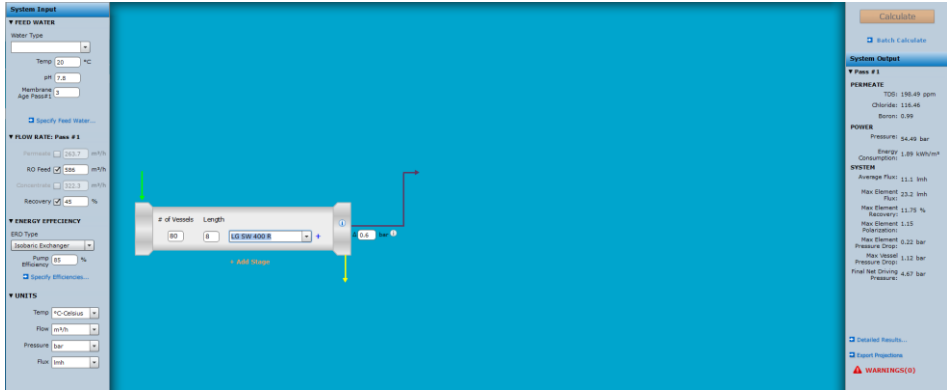 System Input
▼ FEED WATER
Water Type
Temp 20 °C
pH 7.8
Membrane Age Pass#1 3
Specify Feed Water...
▼ FLOW RATE: Pass #1
Permeate 263.7 m³/h
RO Feed 586 m³/h
Concentrate 322.3 m³/h
Recovery 45 %
▼ ENERGY EFFECIENCY
ERD Type
Isobaric Exchanger
Pump Efficiency 85 %
Specify Efficiencies...
▼ UNITS
Temp °C-Celsius
Flow m³/h
Pressure bar
Flux lmh
# of Vessels Length
80 8 LG SW 400 R +
Δ 0.6 bar
+ Add Stage
Calculate
Batch Calculate
System Output
▼ Pass #1
PERMEATE
TDS: 198.49 ppm
Chloride: 116.46
Boron: 0.99
POWER
Pressure: 54.49 bar
Energy Consumption: 1.89 kWh/m³
SYSTEM
Average Flux: 11.1 lmh
Max Element Flux: 23.2 lmh
Max Element Recovery: 11.75 %
Max Element Polarization: 1.15
Max Element Pressure Drop: 0.22 bar
Max Vessel Pressure Drop: 1.12 bar
Final Net Driving Pressure: 4.67 bar
Detailed Results...
Export Projections
WARNINGS(0)